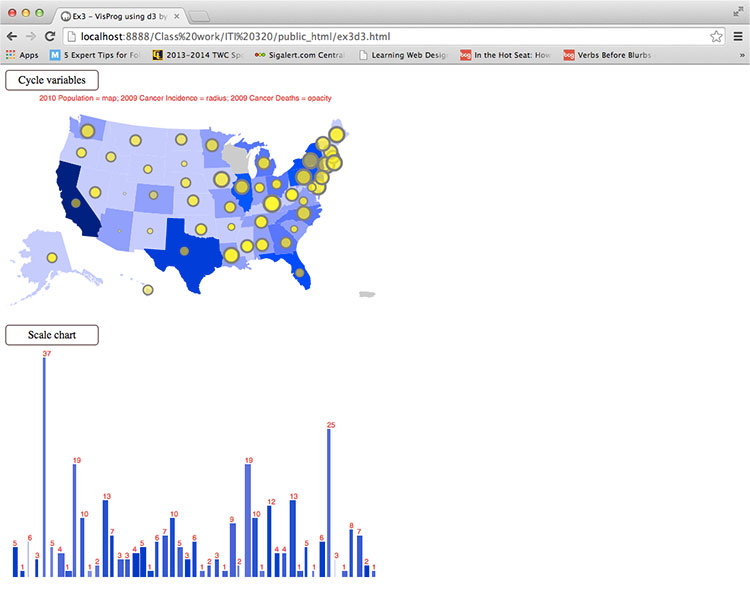 Ex3 – VisProg using d3 b
localhost:8888/Class%20work/ITI%20320/public_html/ex3d3.html
Apps 5 Expert Tips for Fo 2013-2014 TWC Sp Sigalert.com Central Learning Web Desig In the Hot Seat: How Verbs Before Blurbs »
Cycle variables
2010 Population = map; 2009 Cancer Incidence = radius; 2009 Cancer Deaths = opacity
Scale chart
5 1 6 3 37 5 4 1 19 10 1 2 13 7 3 3 4 5 1 6 7 10 5 3 6 1 2 3 1 9 2 19 10 1 12 4 4 13 1 5 1 6 25 3 1 8 7 2 1